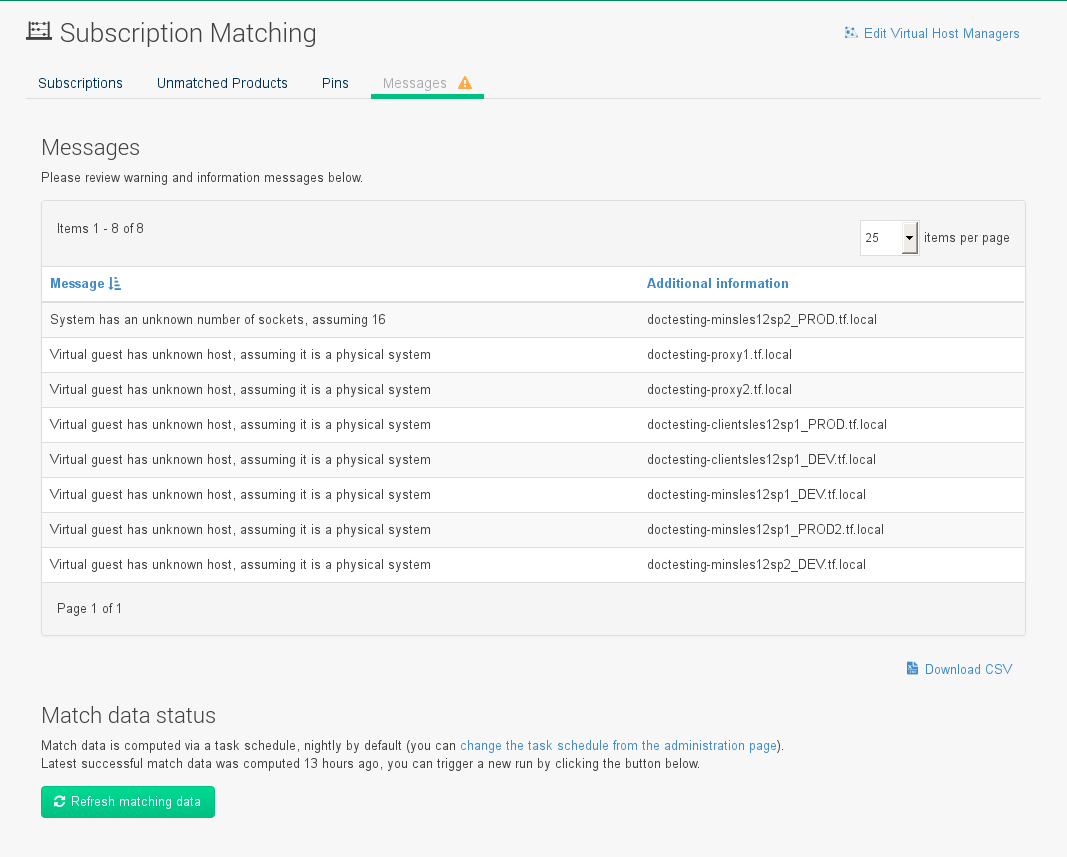 Subscription Matching
Edit Virtual Host Managers
Subscriptions Unmatched Products Pins Messages
Messages
Please review warning and information messages below.
Items 1 - 8 of 8
25 items per page
Message Additional information
System has an unknown number of sockets, assuming 16 doctesting-minsles12sp2_PROD.tf.local
Virtual guest has unknown host, assuming it is a physical system doctesting-proxy1.tf.local
Virtual guest has unknown host, assuming it is a physical system doctesting-proxy2.tf.local
Virtual guest has unknown host, assuming it is a physical system doctesting-clientsles12sp1_PROD.tf.local
Virtual guest has unknown host, assuming it is a physical system doctesting-clientsles12sp1_DEV.tf.local
Virtual guest has unknown host, assuming it is a physical system doctesting-minsles12sp1_DEV.tf.local
Virtual guest has unknown host, assuming it is a physical system doctesting-minsles12sp1_PROD2.tf.local
Virtual guest has unknown host, assuming it is a physical system doctesting-minsles12sp2_DEV.tf.local
Page 1 of 1
Download CSV
Match data status
Match data is computed via a task schedule, nightly by default (you can change the task schedule from the administration page).
Latest successful match data was computed 13 hours ago, you can trigger a new run by clicking the button below.
Refresh matching data